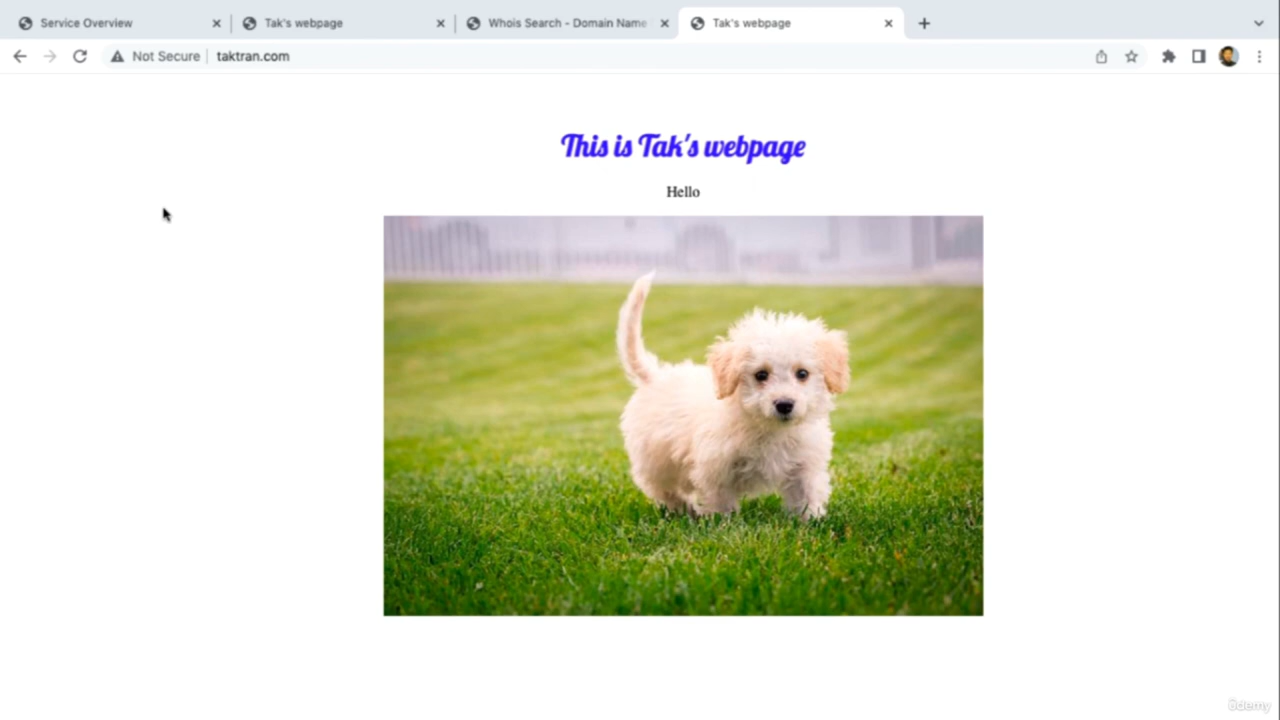 Service Overview
Tak's webpage
Whois Search - Domain Name
Tak's webpage
Not Secure
taktran.com
This is Tak's webpage
Hello
ûdemy